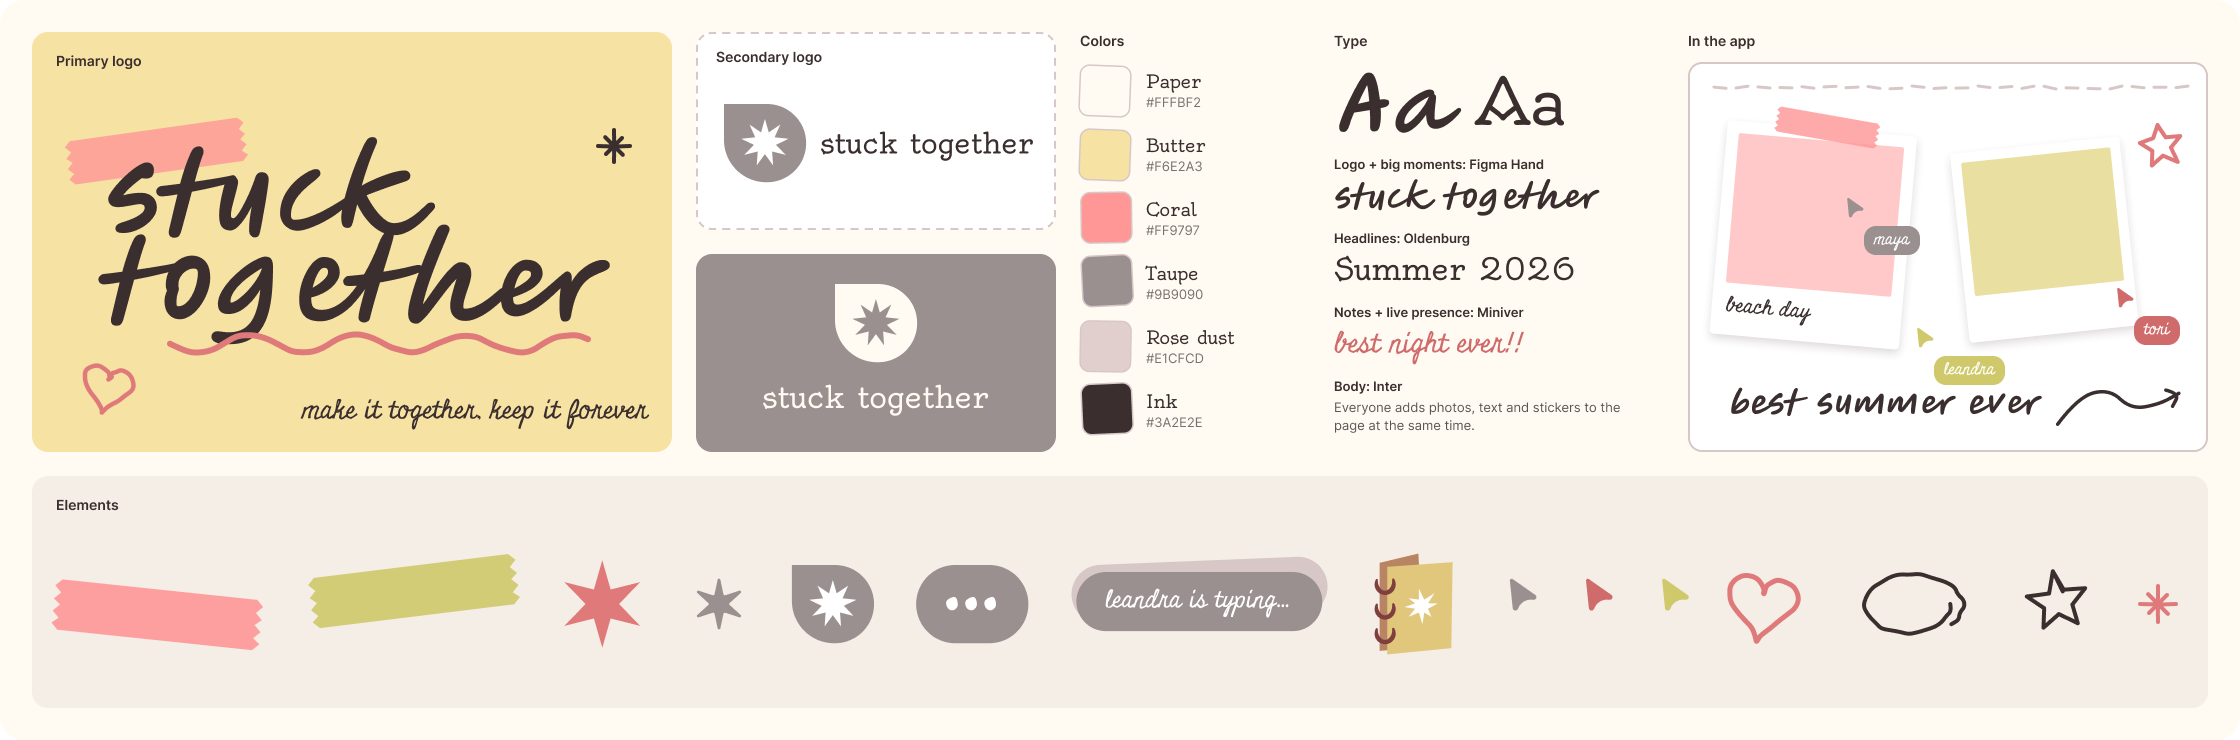 Primary logo
stuck
together
make it together, keep it forever
Secondary logo
stuck together
stuck together
Colors
Paper
#FFFBF2
Butter
#F6E2A3
Coral
#FF9797
Taupe
#9B9090
Rose dust
#E1CFCD
Ink
#3A2E2E
Type
Aa Aa
Logo + big moments: Figma Hand
stuck together
Headlines: Oldenburg
Summer 2026
Notes + live presence: Miniver
best night ever!!
Body: Inter
Everyone adds photos, text and stickers to the
page at the same time.
In the app
maya
beach day
tori
leandra
best summer ever
Elements
leandra is typing...